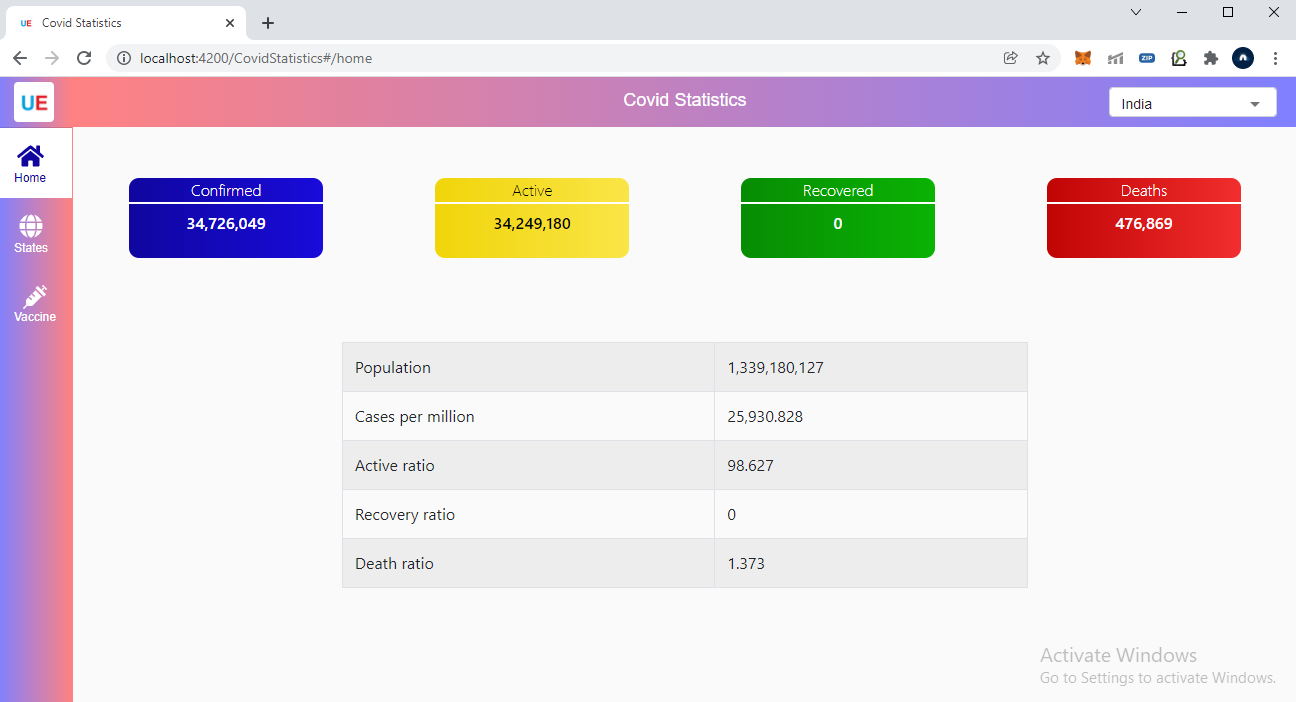 UE Covid Statistics
localhost:4200/CovidStatistics#/home
ZIP
UE
Covid Statistics
India
Home
States
Vaccine
Confirmed
34,726,049
Active
34,249,180
Recovered
0
Deaths
476,869
Population 1,339,180,127
Cases per million 25,930.828
Active ratio 98.627
Recovery ratio 0
Death ratio 1.373
Activate Windows
Go to Settings to activate Windows.